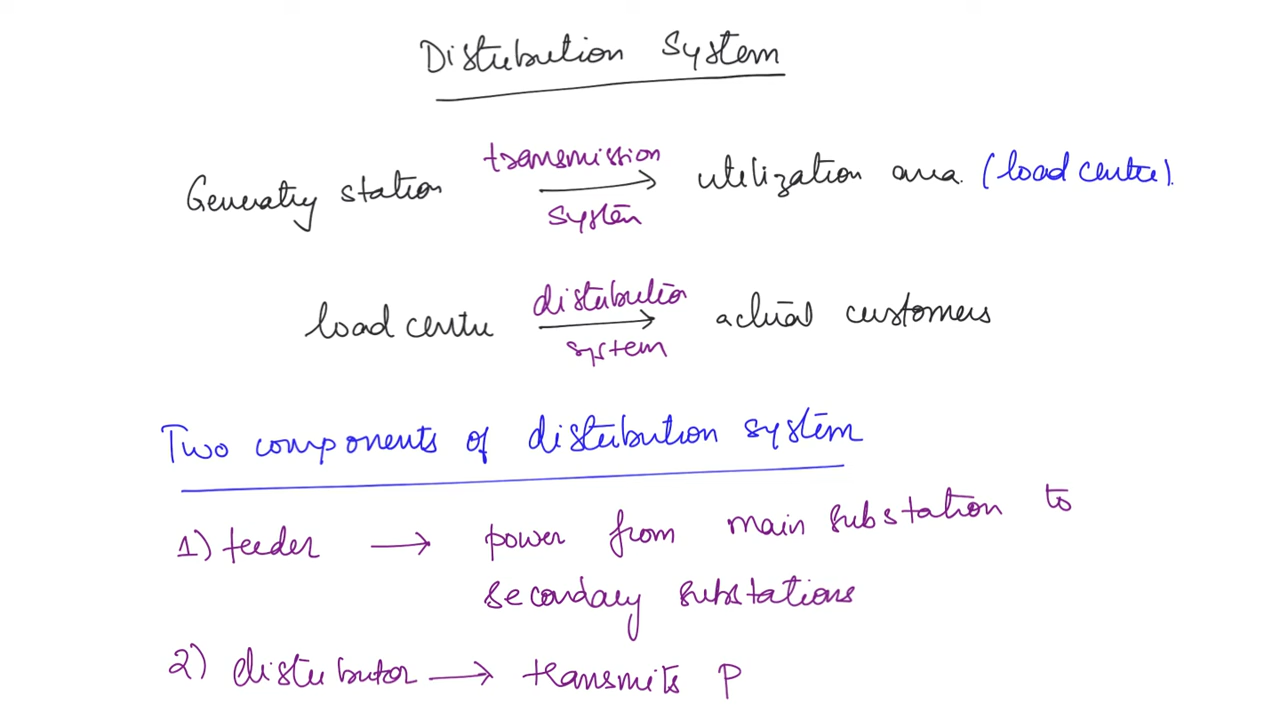 Distribution System
Generating station transmission system → utilization area (load centre).
load centre distribution system → actual customers
Two components of distribution system
1) feeder → power from main substation to
secondary substations
2) distributor → transmits P